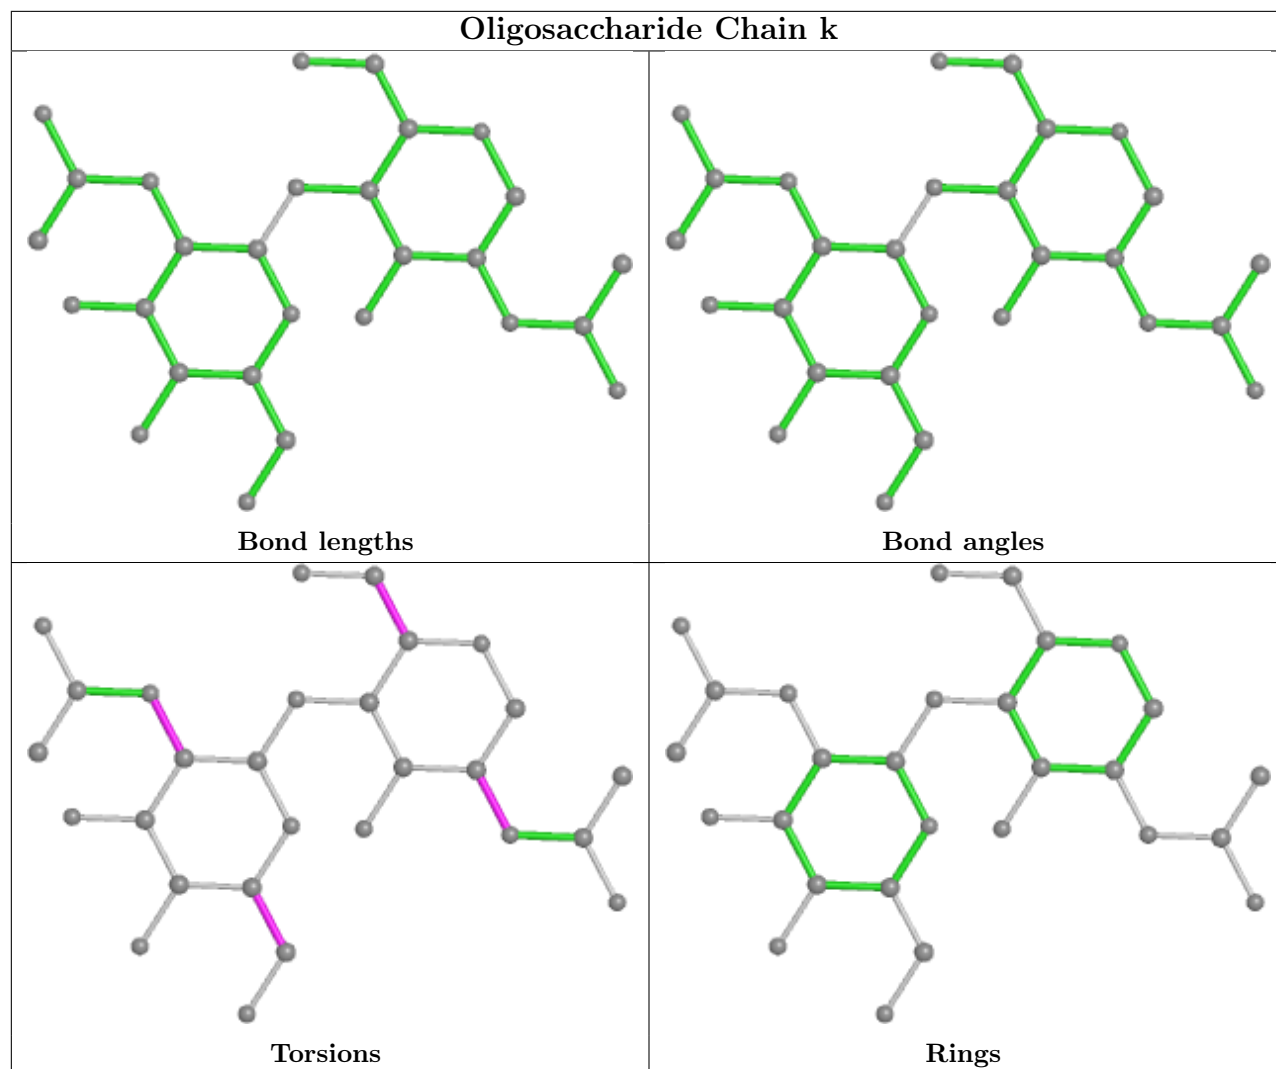 Oligosaccharide Chain k
Bond lengths
Bond angles
Torsions
Rings